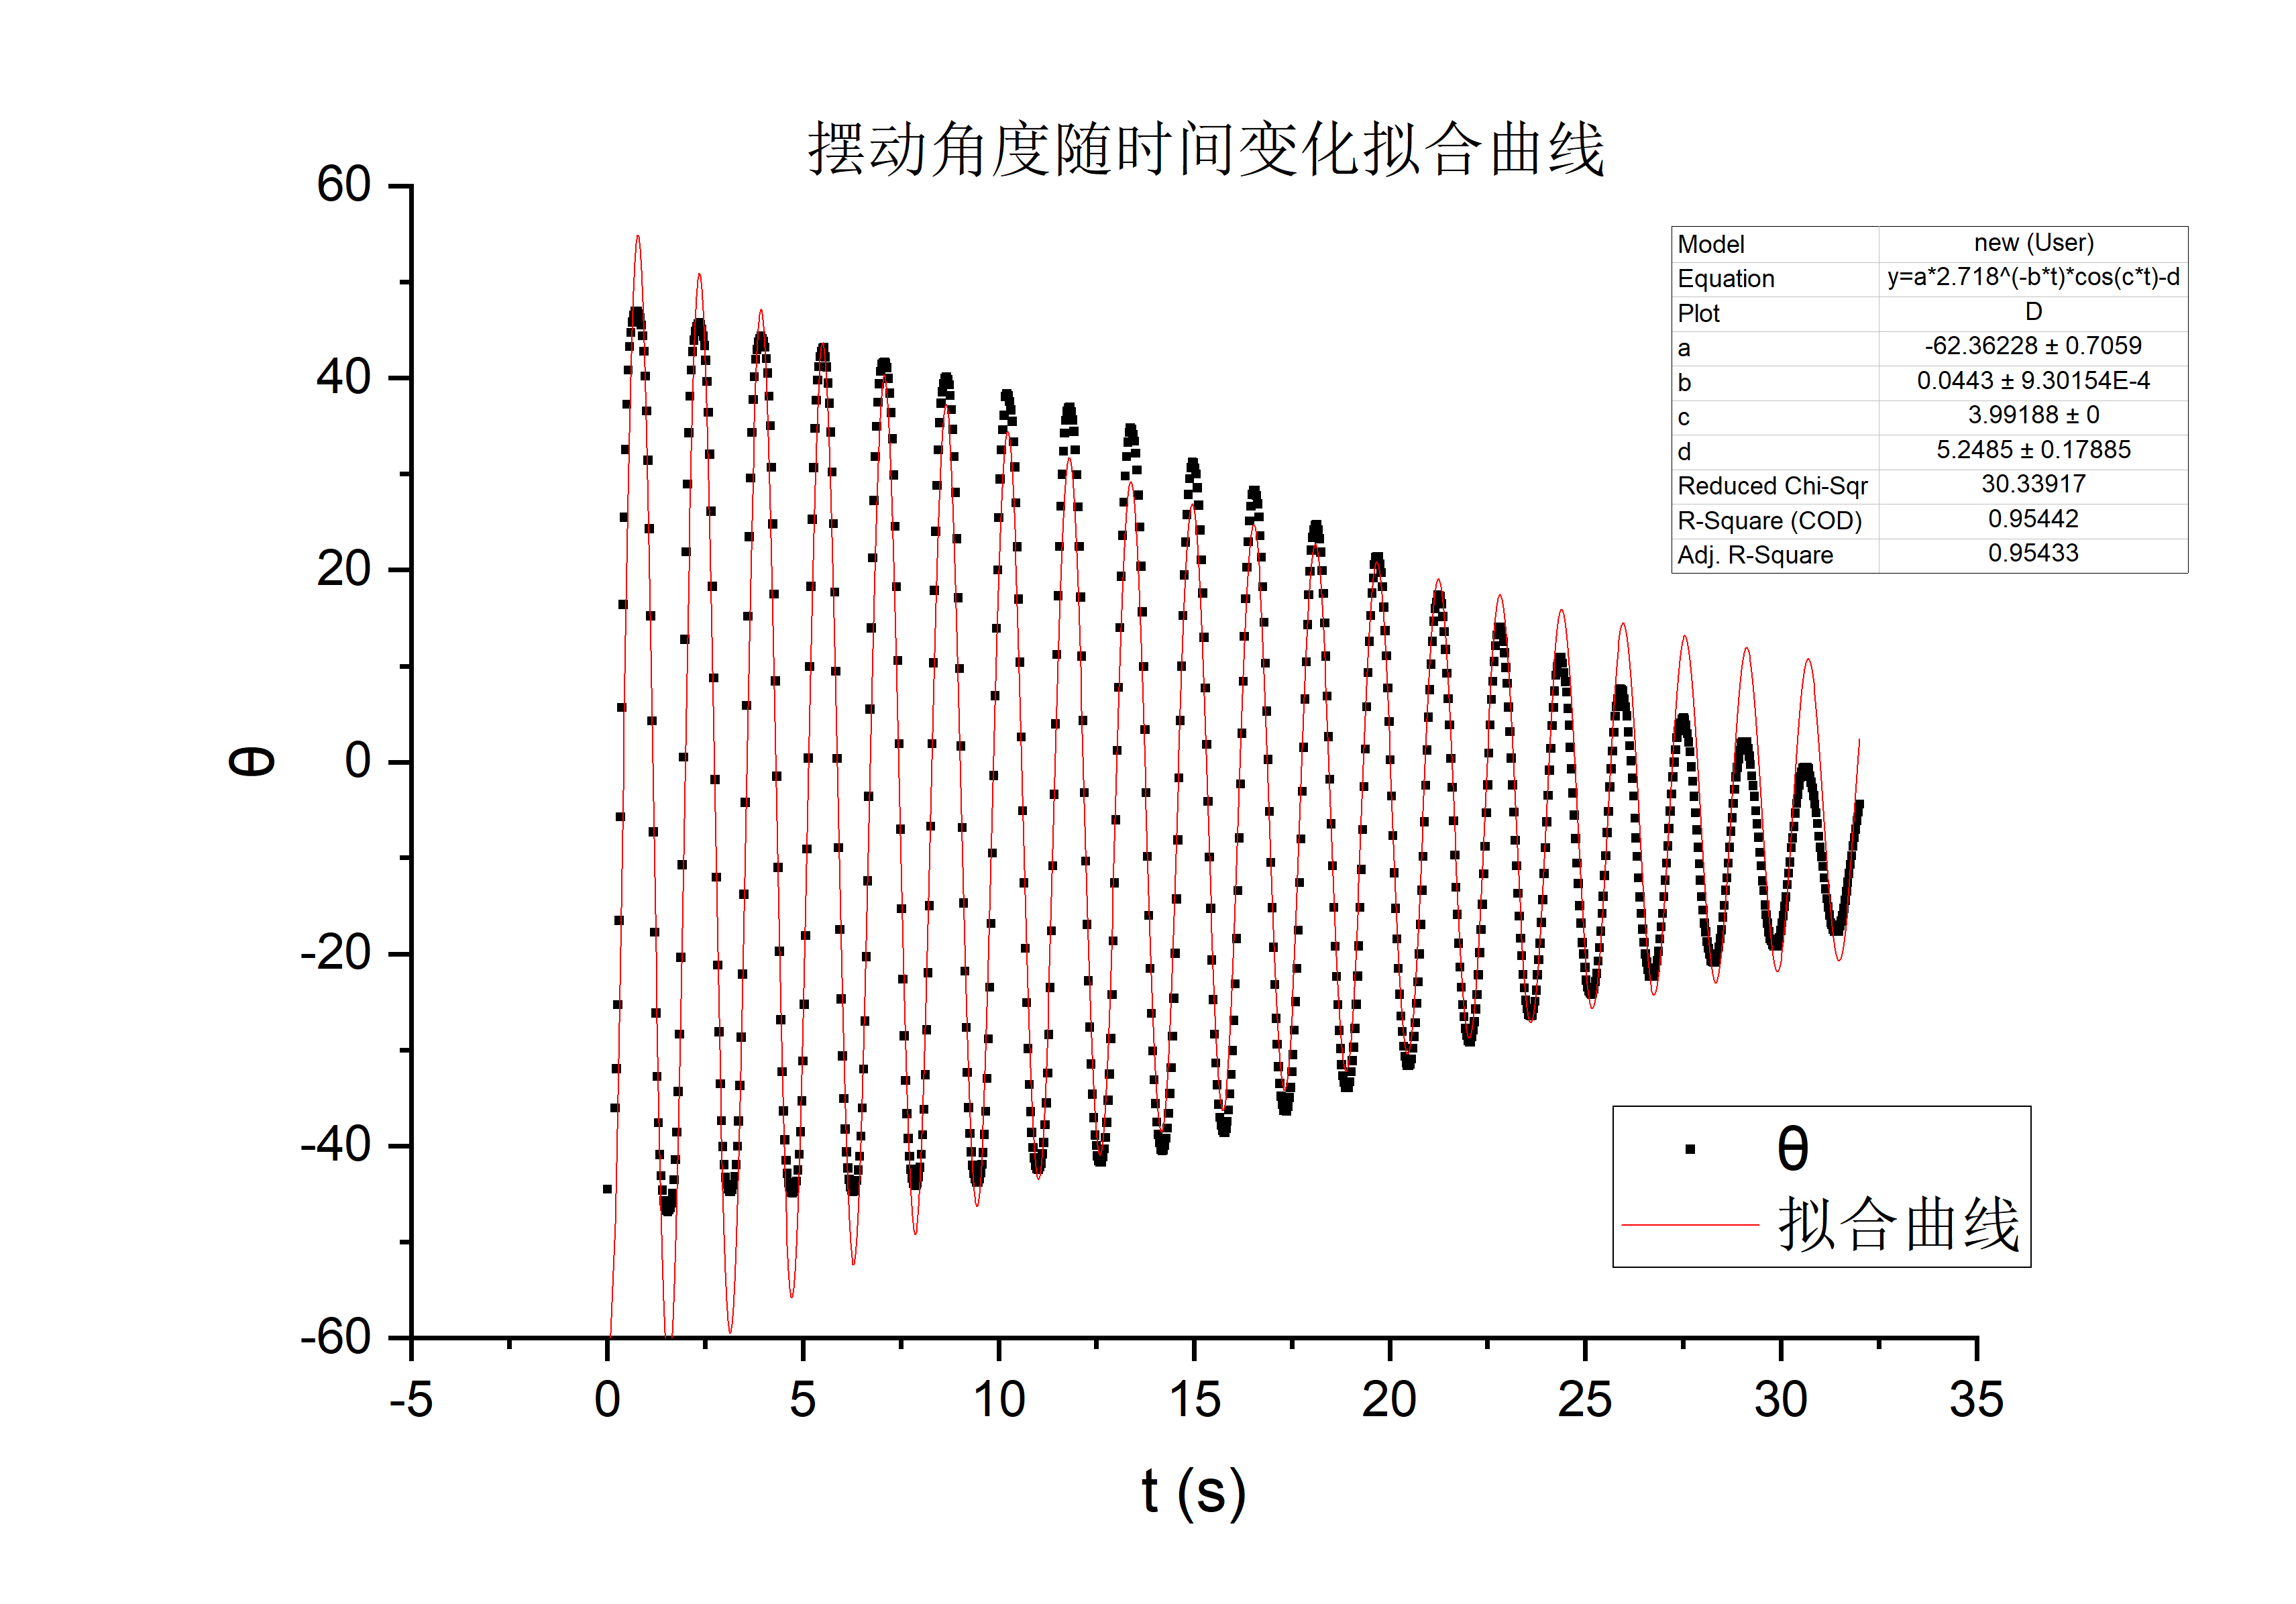 摆动角度随时间变化拟合曲线
60
40
20
0
-20
-40
-60
θ
-5
0
5
10
15
20
25
30
35
t (s)
Model new (User)
Equation y=a*2.718^(-b*t)*cos(c*t)-d
Plot D
a -62.36228 ± 0.7059
b 0.0443 ± 9.30154E-4
c 3.99188 ± 0
d 5.2485 ± 0.17885
Reduced Chi-Sqr 30.33917
R-Square (COD) 0.95442
Adj. R-Square 0.95433
θ
拟合曲线